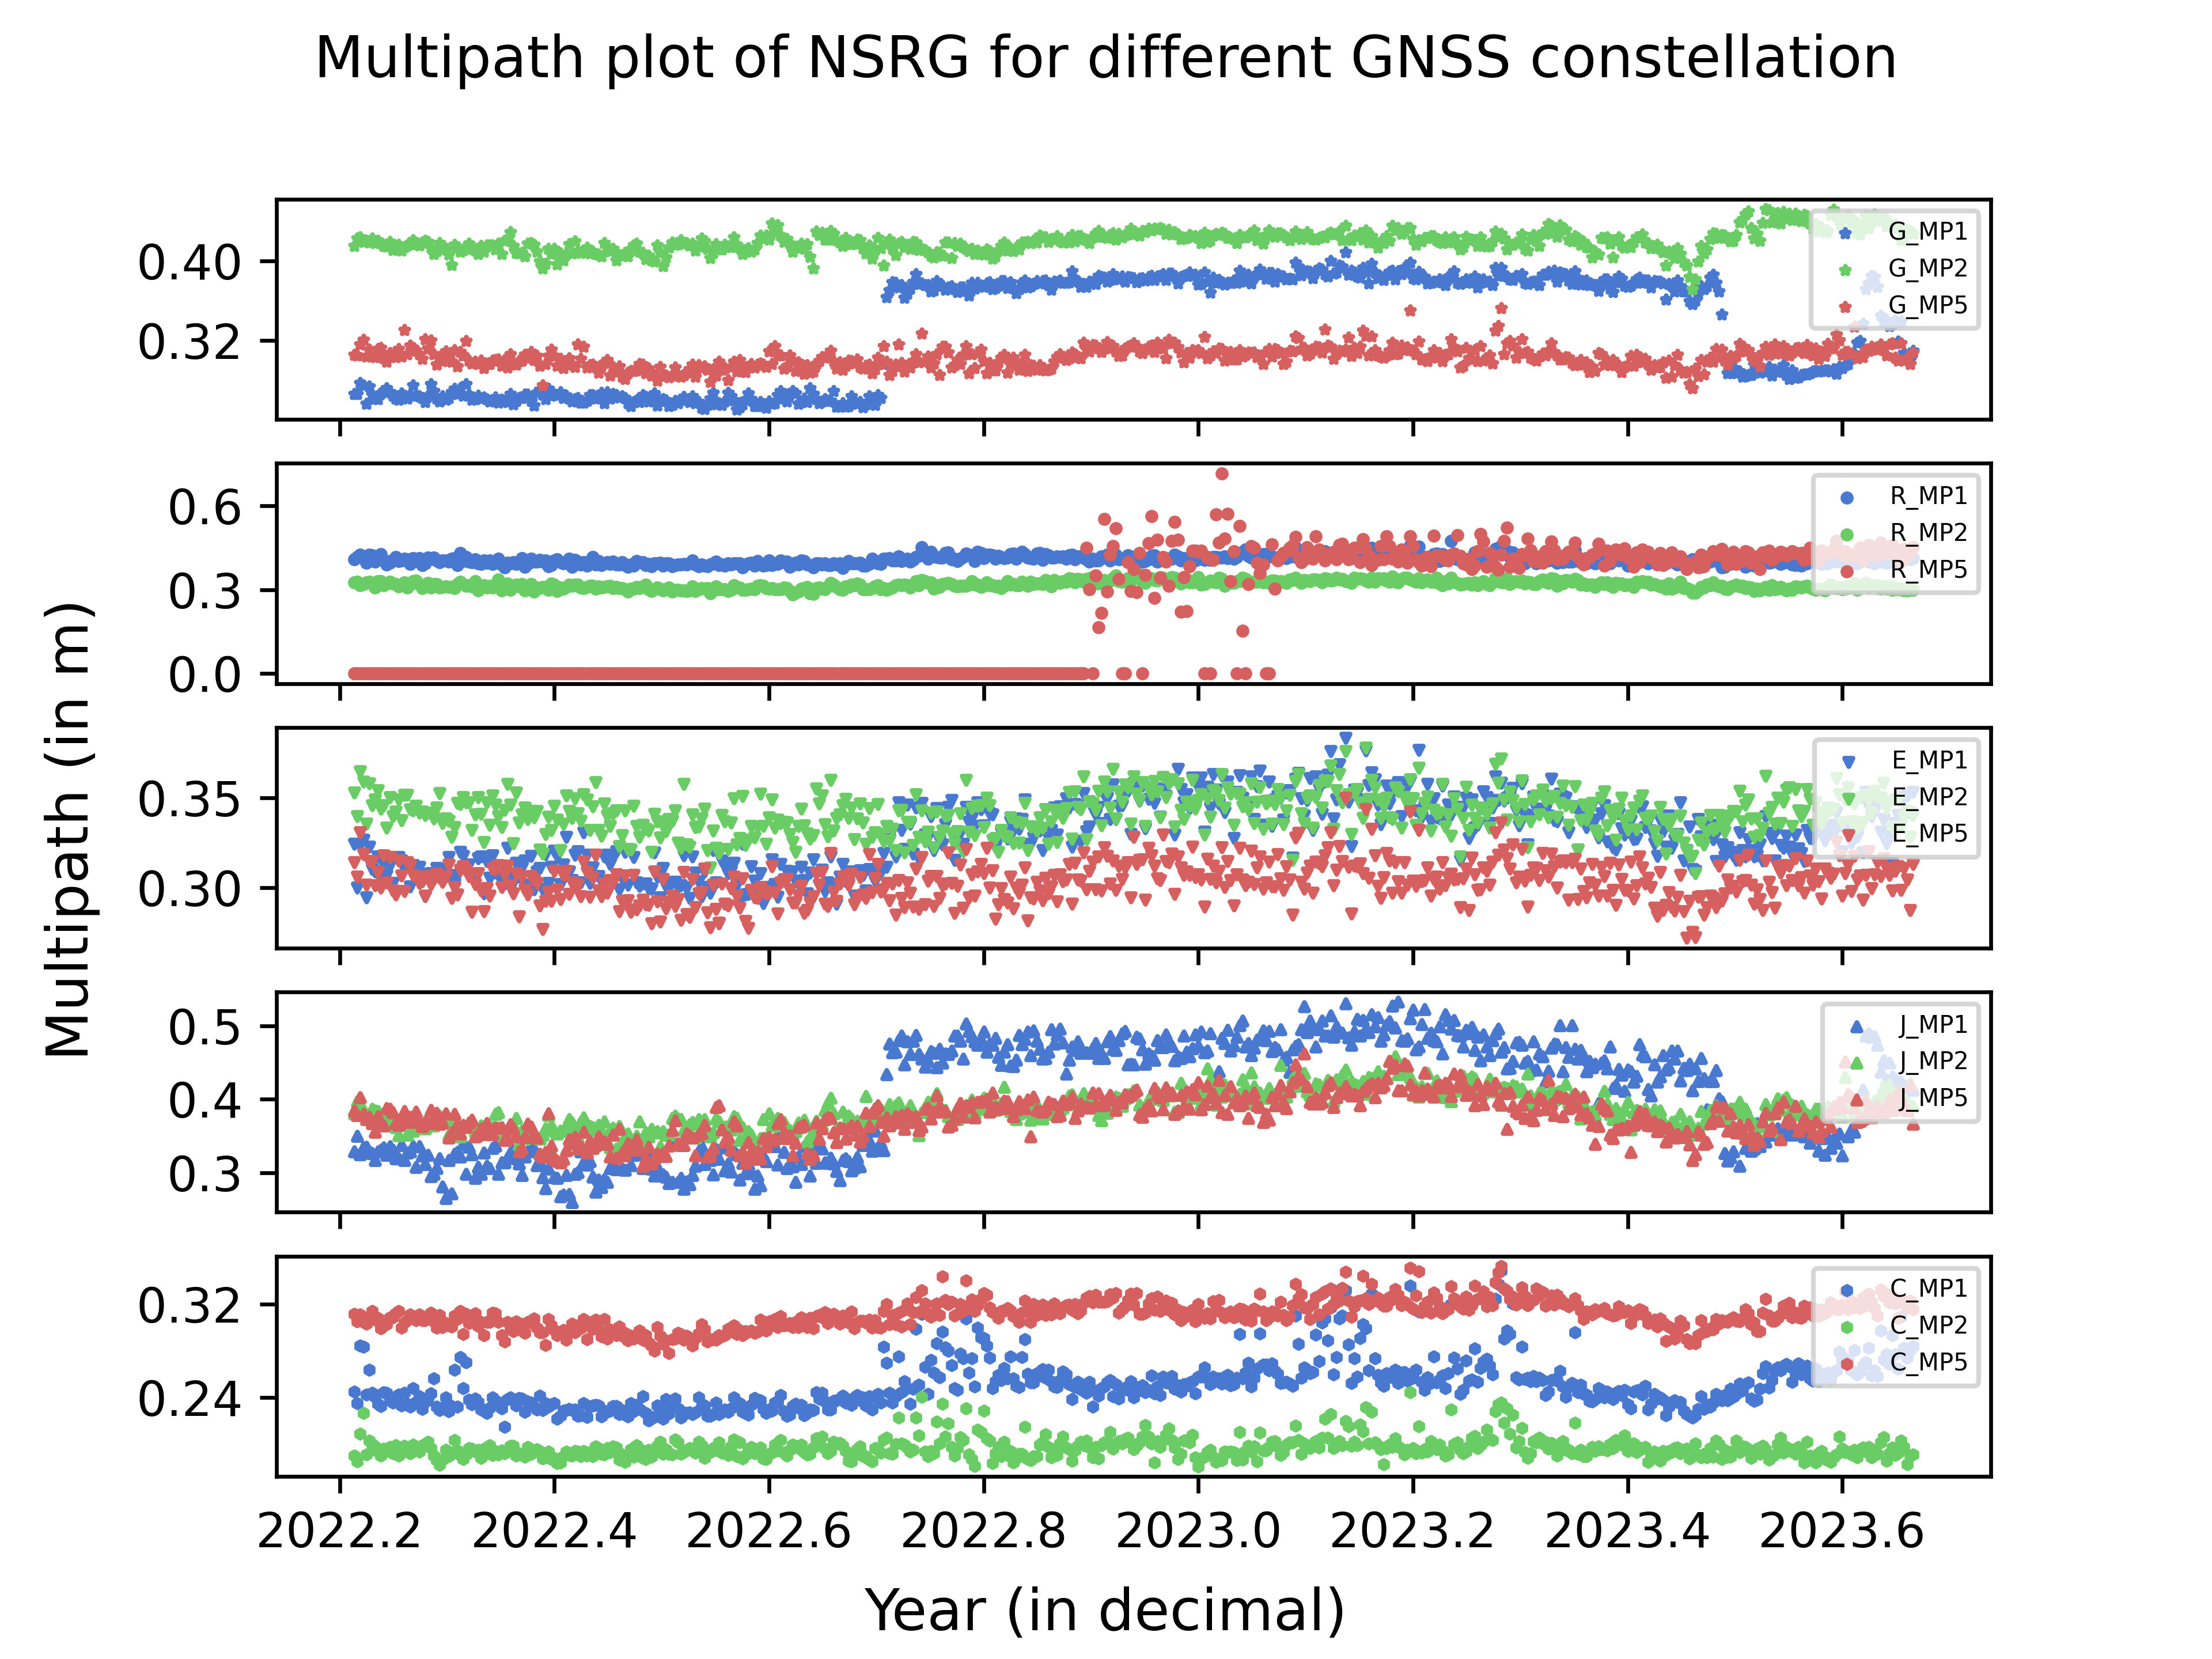 Multipath plot of NSRG for different GNSS constellation
Multipath (in m)
0.40
0.32
G_MP1
G_MP2
G_MP5
0.6
0.3
0.0
R_MP1
R_MP2
R_MP5
0.35
0.30
E_MP1
E_MP2
E_MP5
0.5
0.4
0.3
J_MP1
J_MP2
J_MP5
0.32
0.24
C_MP1
C_MP2
C_MP5
2022.2 2022.4 2022.6 2022.8 2023.0 2023.2 2023.4 2023.6
Year (in decimal)